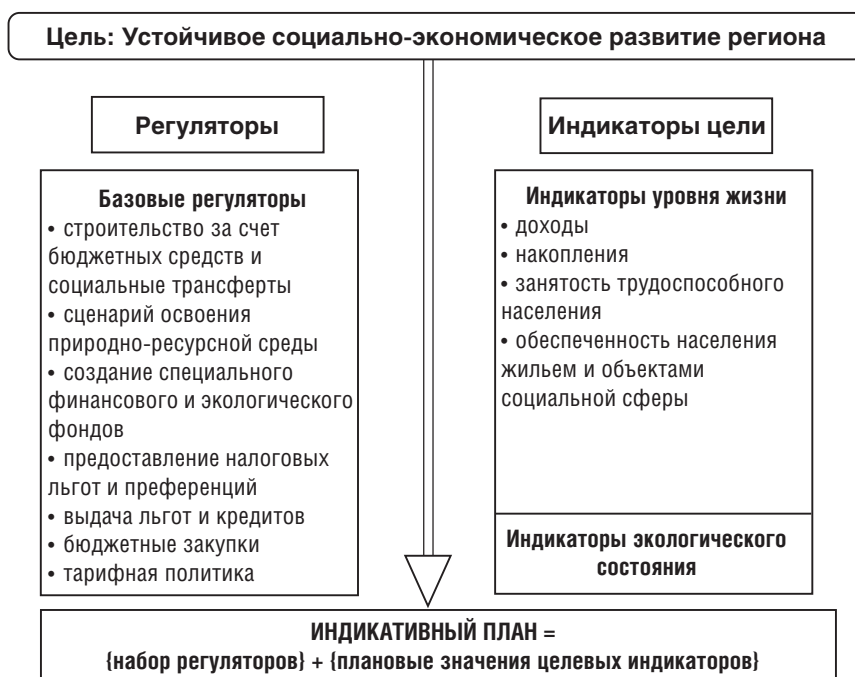 Цель: Устойчивое социально-экономическое развитие региона
Регуляторы
Базовые регуляторы
• строительство за счет
бюджетных средств и
социальные трансферты
• сценарий освоения
природно-ресурсной среды
• создание специального
финансового и экологического
фондов
• предоставление налоговых
льгот и преференций
• выдача льгот и кредитов
• бюджетные закупки
• тарифная политика
Индикаторы цели
Индикаторы уровня жизни
• доходы
• накопления
• занятость трудоспособного
населения
• обеспеченность населения
жильем и объектами
социальной сферы
Индикаторы экологического
состояния
ИНДИКАТИВНЫЙ ПЛАН =
{набор регуляторов} + {плановые значения целевых индикаторов}